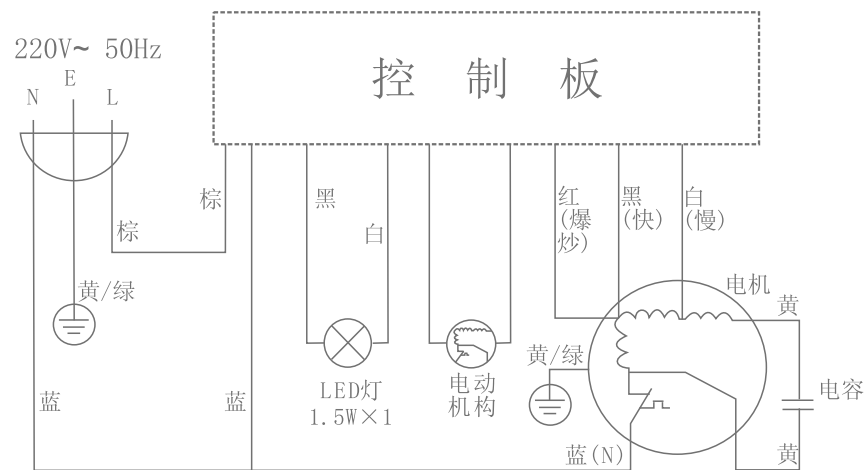 220V~ 50Hz
E
N
L
控制板
棕
棕
黄/绿
蓝
蓝
黑
白
LED灯
1.5W×1
电动
机构
红
(爆
炒)
黑
(快)
白
(慢)
电机
黄
黄/绿
电容
蓝(N)
黄